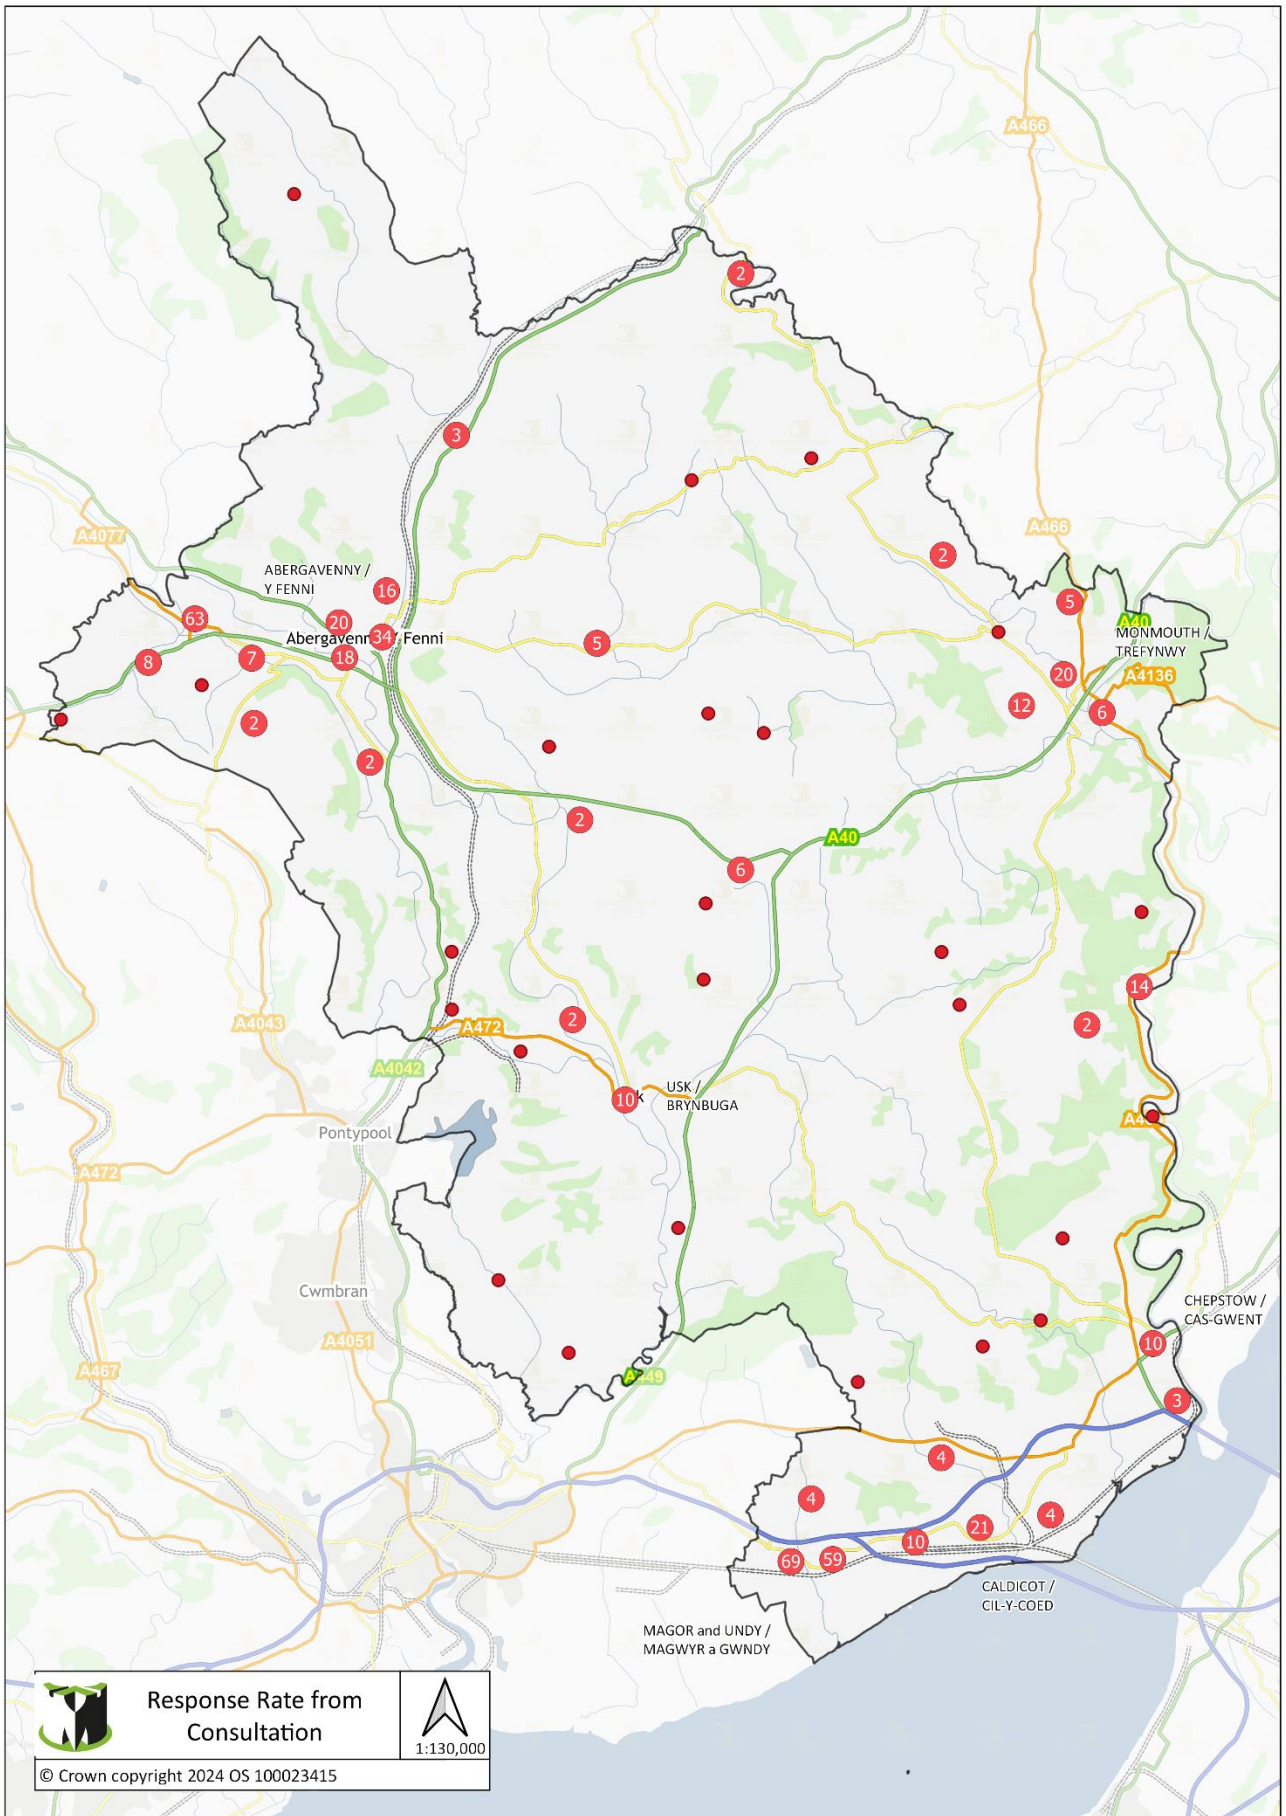 A466
2
3
A4077
A466
2
ABERGAVENNY /
Y FENNI
16
63
20
5
A40
34
Fenni
5
MONMOUTH /
TREFYNWY
8
7
18
20
A4136
2
12
6
2
2
A40
6
14
A4043
A472
2
2
A4042
10
USK /
BRYNBUGA
Pontypool
A472
Cwmbran
CHEPSTOW /
CAS-GWENT
A4051
10
A467
3
4
4
4
21
10
69
59
CALDICOT /
CIL-Y-COED
MAGOR and UNDY /
MAGWYR a GWNDY
Response Rate from
Consultation
1:130,000
© Crown copyright 2024 OS 100023415